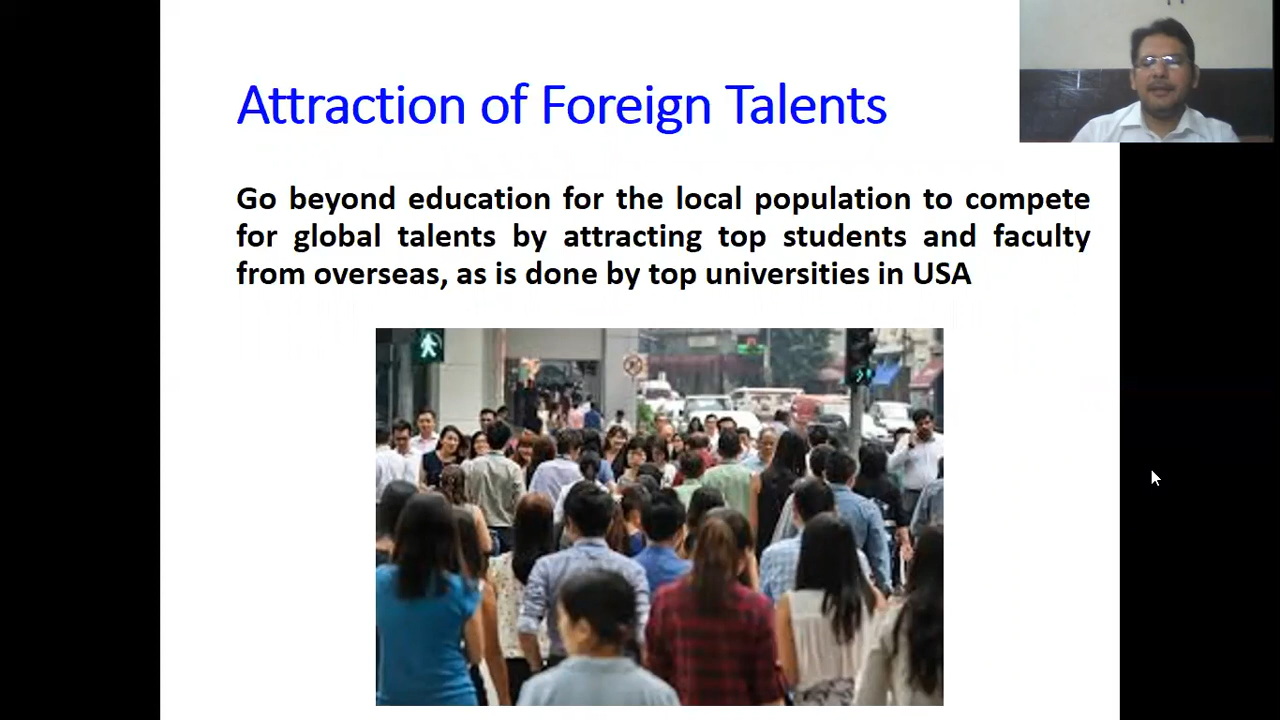 Attraction of Foreign Talents
Go beyond education for the local population to compete
for global talents by attracting top students and faculty
from overseas, as is done by top universities in USA